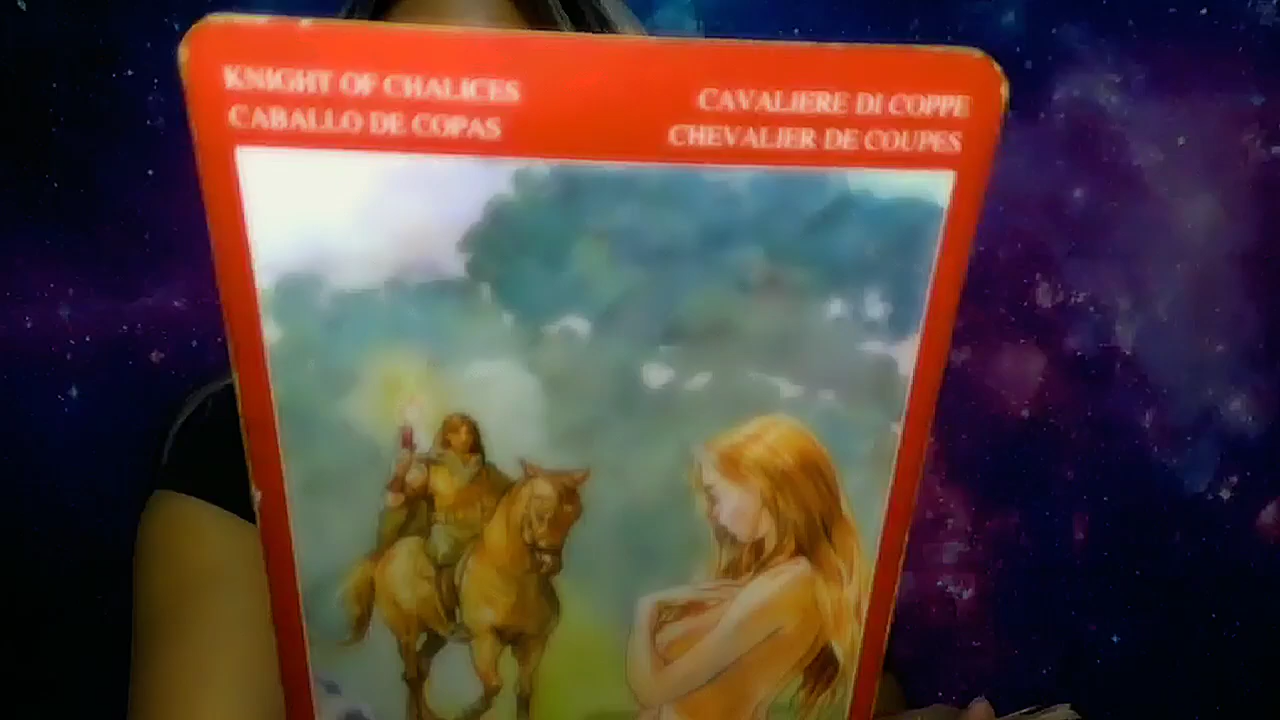 KNIGHT OF CHALICES
CABALLO DE COPAS
CAVALIERE DI COPPE
CHEVALIER DE COUPES